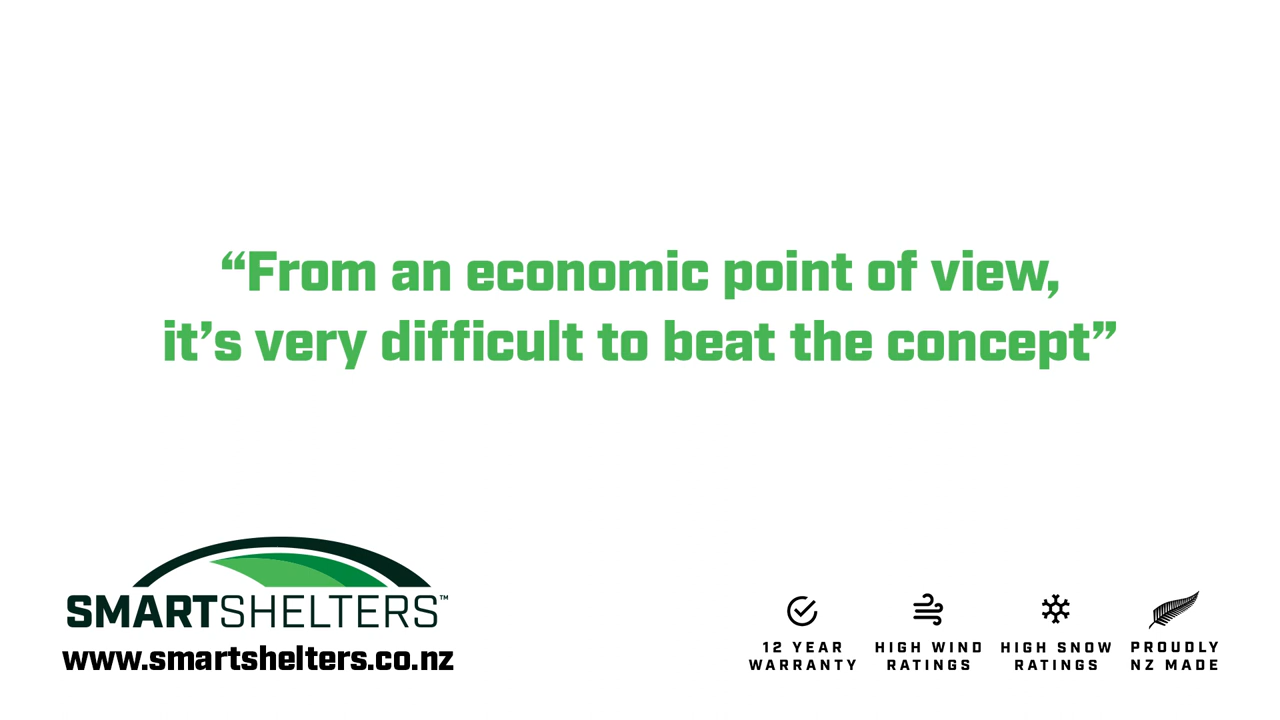 “From an economic point of view,
it’s very difficult to beat the concept”
SMARTSHELTERS™
www.smartshelters.co.nz
12 YEAR
WARRANTY
HIGH WIND
RATINGS
HIGH SNOW
RATINGS
PROUDLY
NZ MADE